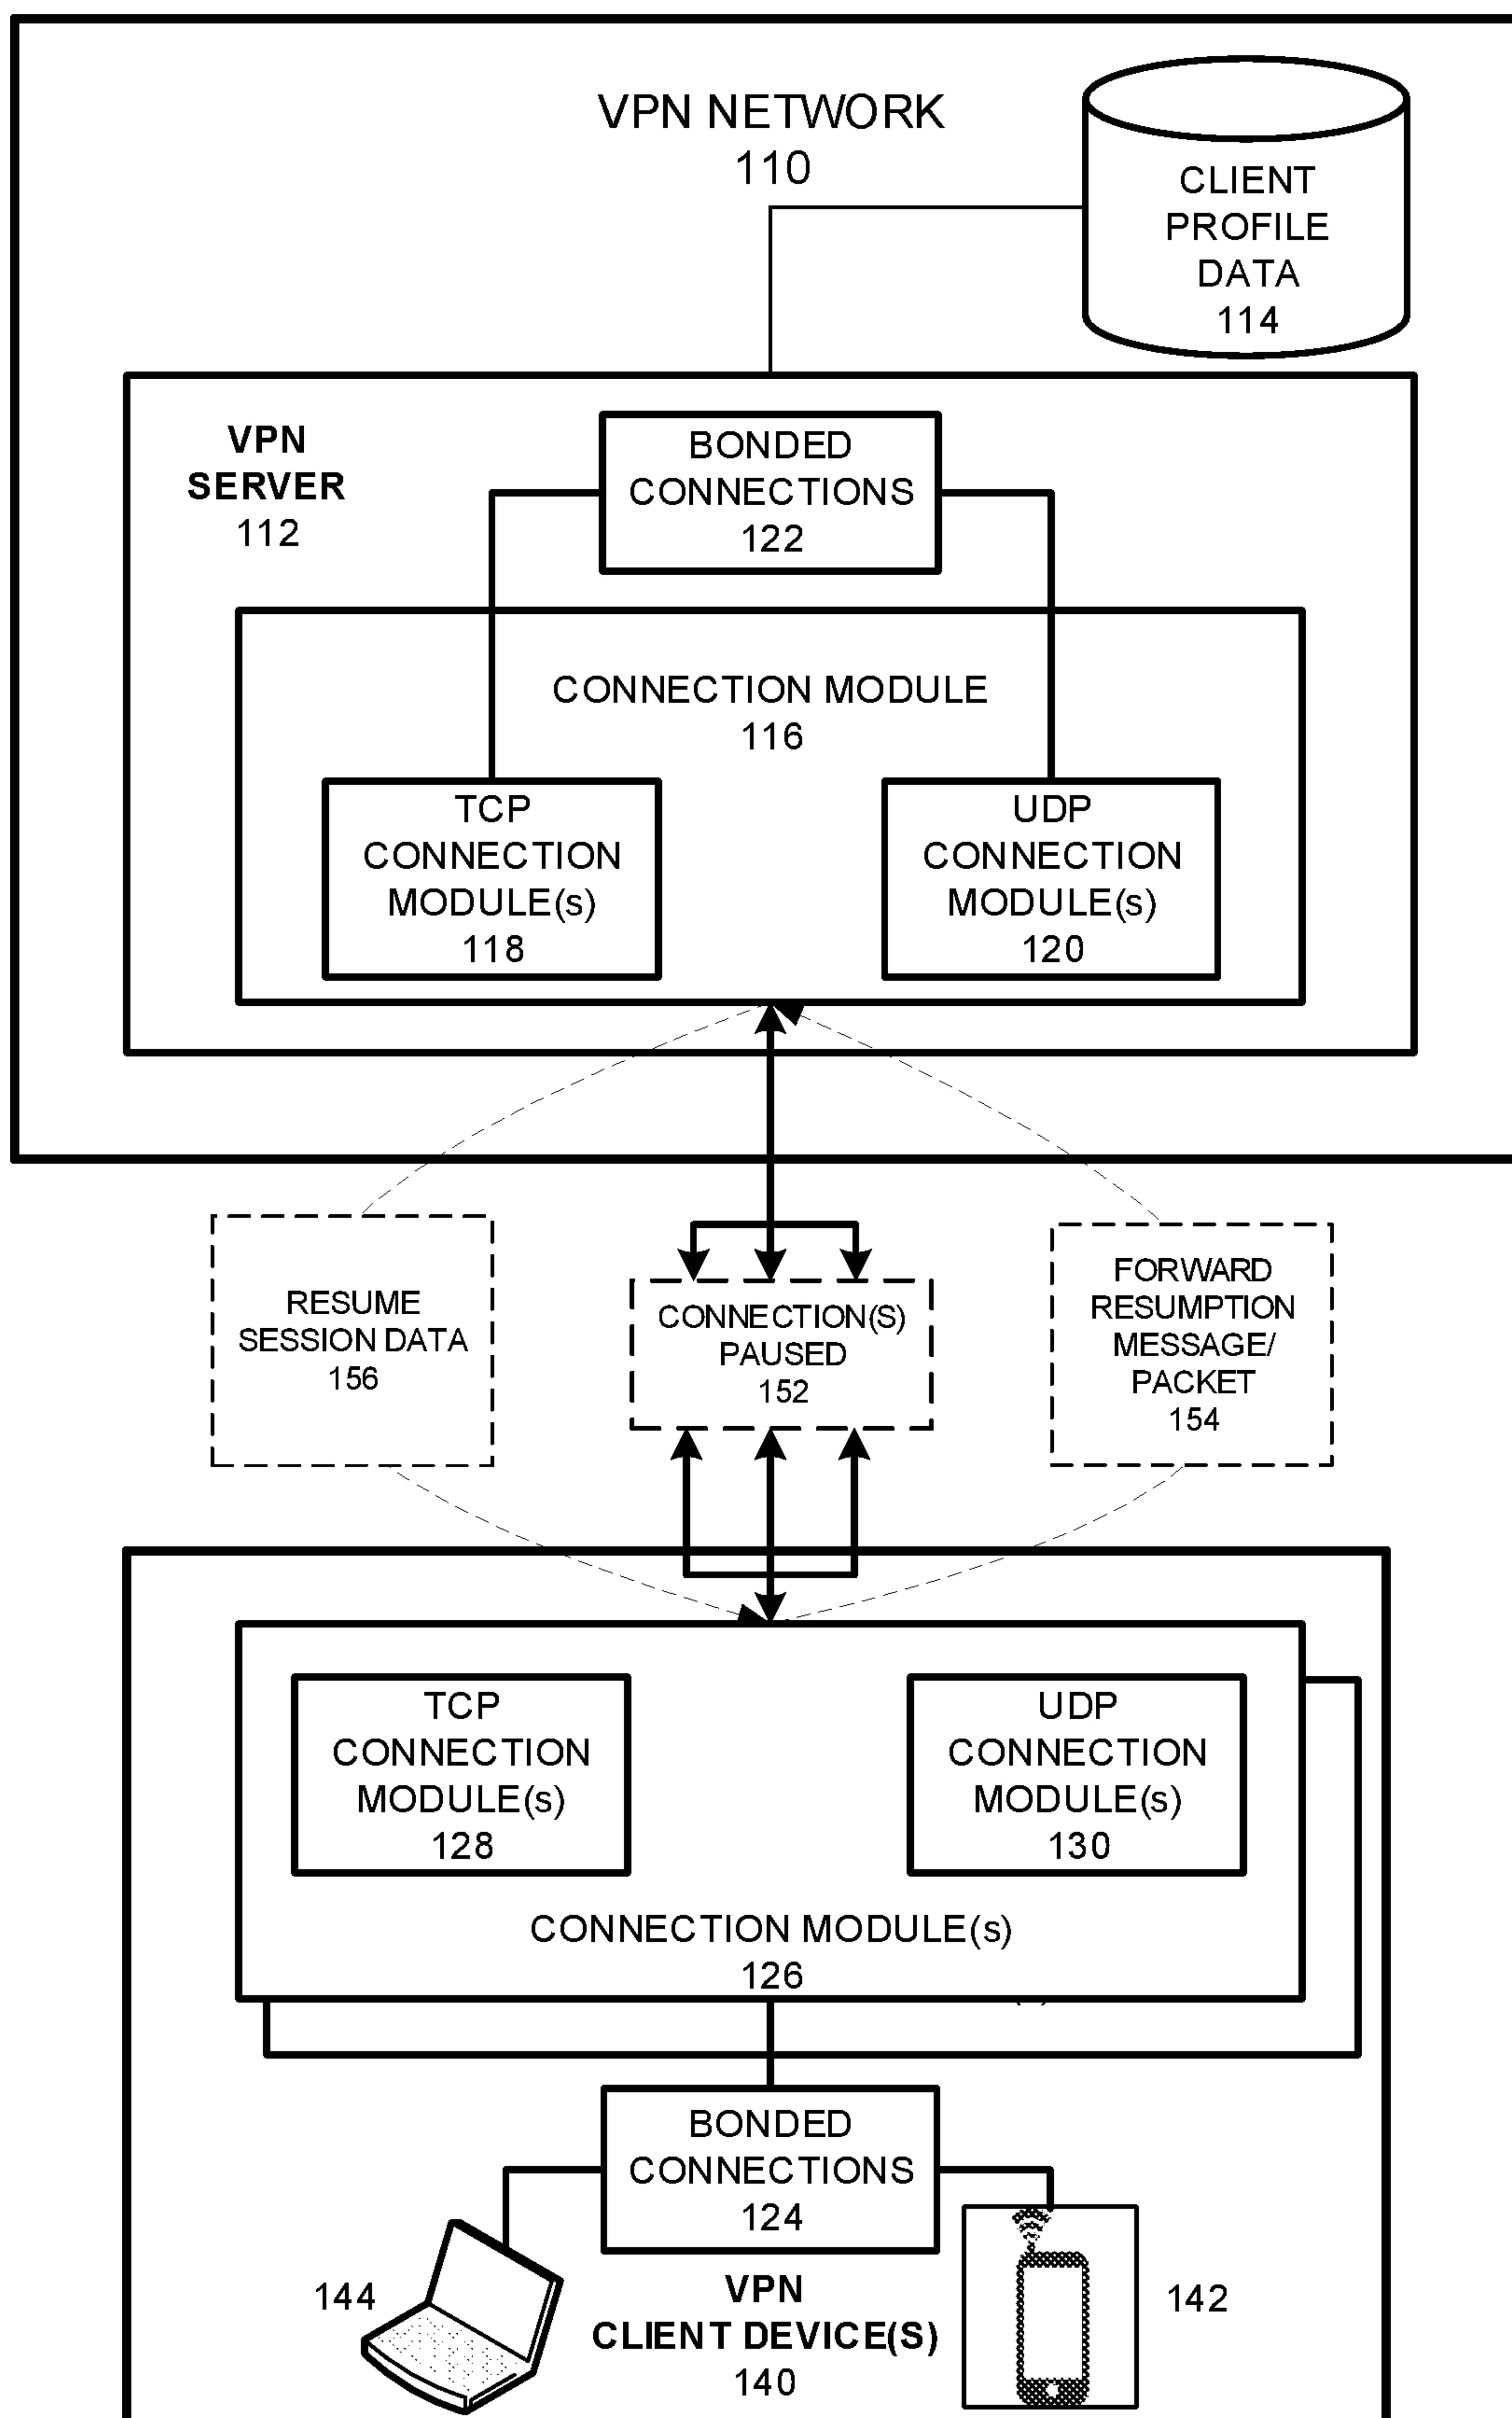 VPN NETWORK
110
CLIENT
PROFILE
DATA
114
VPN
SERVER
112
BONDED
CONNECTIONS
122
CONNECTION MODULE
116
TCP
CONNECTION
MODULE(s)
118
UDP
CONNECTION
MODULE(s)
120
RESUME
SESSION DATA
156
CONNECTION(S)
PAUSED
152
FORWARD
RESUMPTION
MESSAGE/
PACKET
154
TCP
CONNECTION
MODULE(s)
128
UDP
CONNECTION
MODULE(s)
130
CONNECTION MODULE(s)
126
BONDED
CONNECTIONS
124
144
VPN
CLIENT DEVICE(S)
140
142